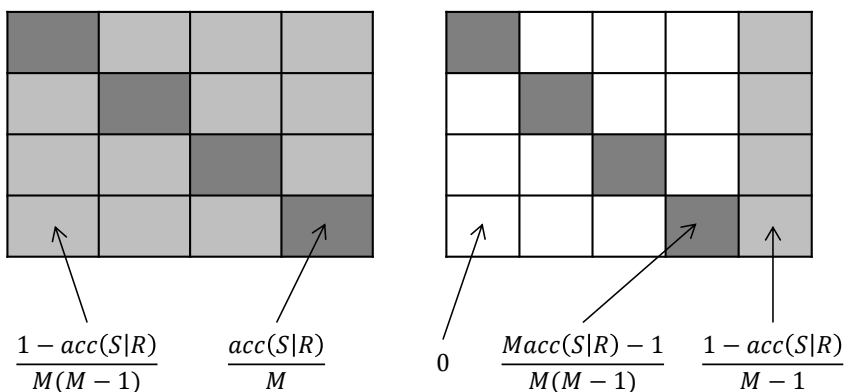 1 − acc(S|R)
M(M − 1)
acc(S|R)
M
0
Macc(S|R) − 1
M(M − 1)
1 − acc(S|R)
M − 1